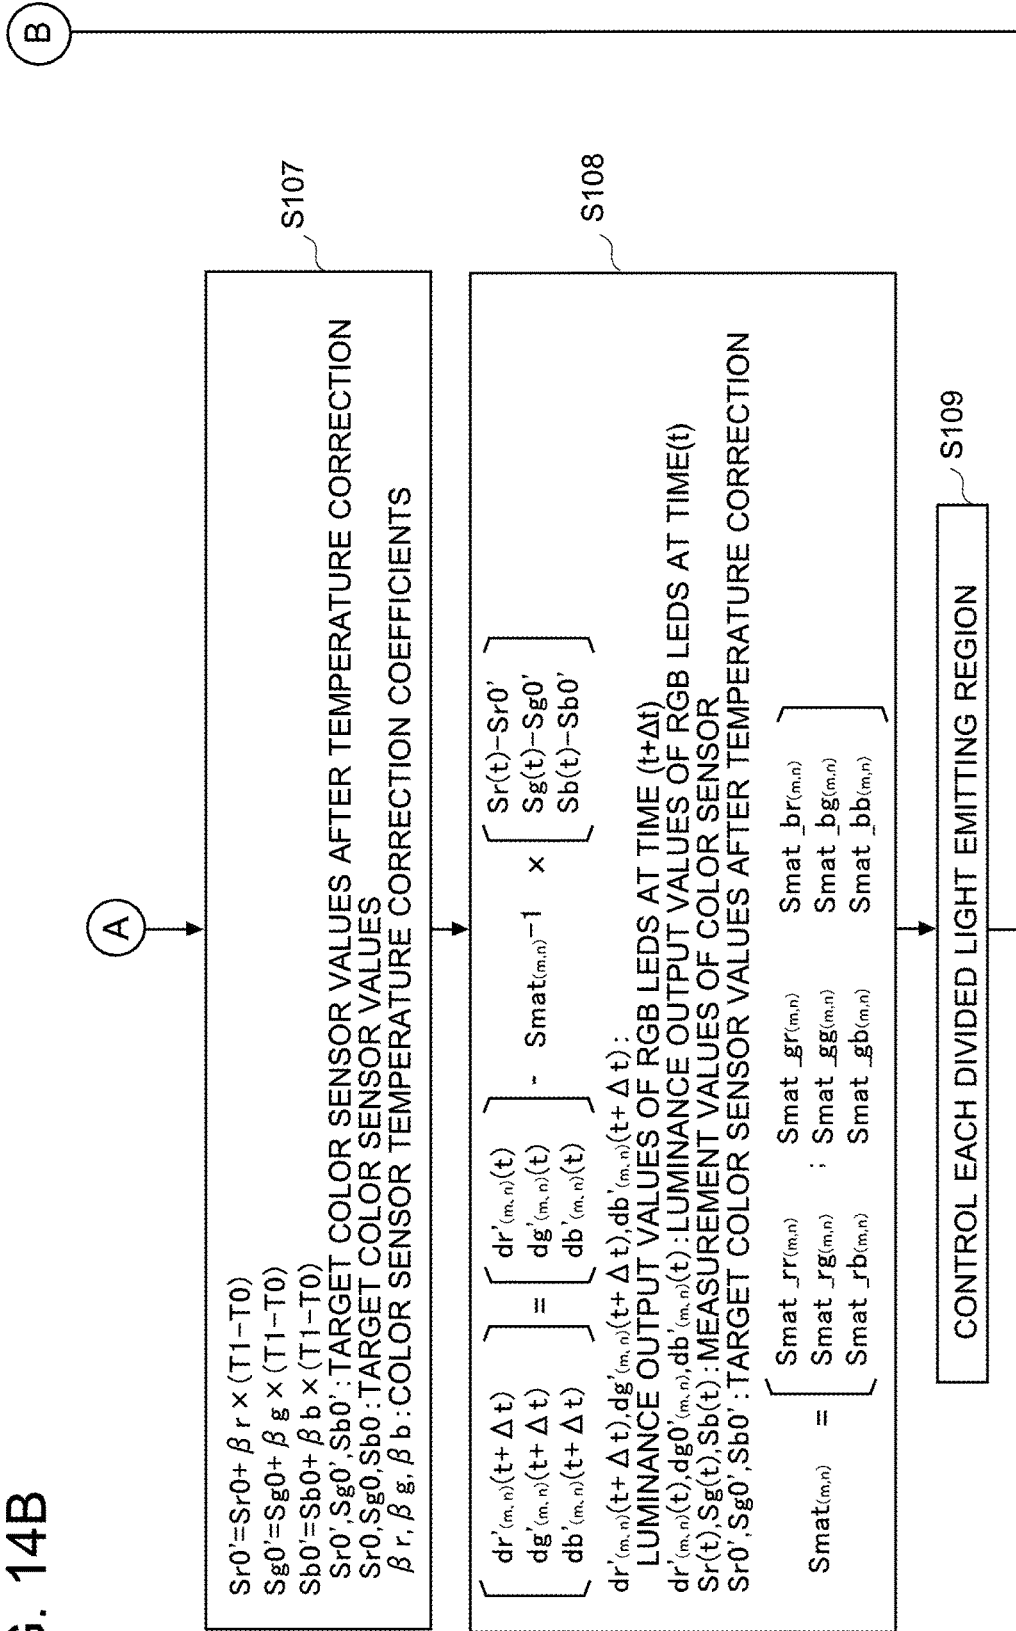 . 14B
A
B
S107
Sr0'=Sr0+βr×(T1-T0)
Sg0'=Sg0+βg×(T1-T0)
Sb0'=Sb0+βb×(T1-T0)
Sr0',Sg0',Sb0':TARGET COLOR SENSOR VALUES AFTER TEMPERATURE CORRECTION
Sr0,Sg0,Sb0:TARGET COLOR SENSOR VALUES
βr,βg,βb:COLOR SENSOR TEMPERATURE CORRECTION COEFFICIENTS
S108
dr'(m,n)(t+Δt) dr'(m,n)(t) Sr(t)-Sr0'
dg'(m,n)(t+Δt) = dg'(m,n)(t) - Smat(m,n)-1 × Sg(t)-Sg0'
db'(m,n)(t+Δt) db'(m,n)(t) Sb(t)-Sb0'
dr'(m,n)(t+Δt),dg'(m,n)(t+Δt),db'(m,n)(t+Δt):
LUMINANCE OUTPUT VALUES OF RGB LEDS AT TIME (t+Δt)
dr'(m,n)(t),dg0'(m,n),db'(m,n)(t):LUMINANCE OUTPUT VALUES OF RGB LEDS AT TIME(t)
Sr(t),Sg(t),Sb(t):MEASUREMENT VALUES OF COLOR SENSOR
Sr0',Sg0',Sb0':TARGET COLOR SENSOR VALUES AFTER TEMPERATURE CORRECTION
Smat_rr(m,n) ; Smat_gr(m,n) Smat_br(m,n)
Smat(m,n) = Smat_rg(m,n) ; Smat_gg(m,n) Smat_bg(m,n)
Smat_rb(m,n) Smat_gb(m,n) Smat_bb(m,n)
S109
CONTROL EACH DIVIDED LIGHT EMITTING REGION